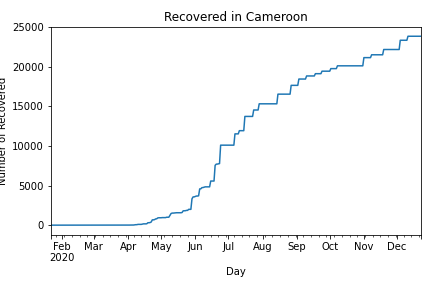 Recovered in Cameroon
Number of Recovered
25000
20000
15000
10000
5000
0
Feb Mar Apr May Jun Jul Aug Sep Oct Nov Dec
2020
Day